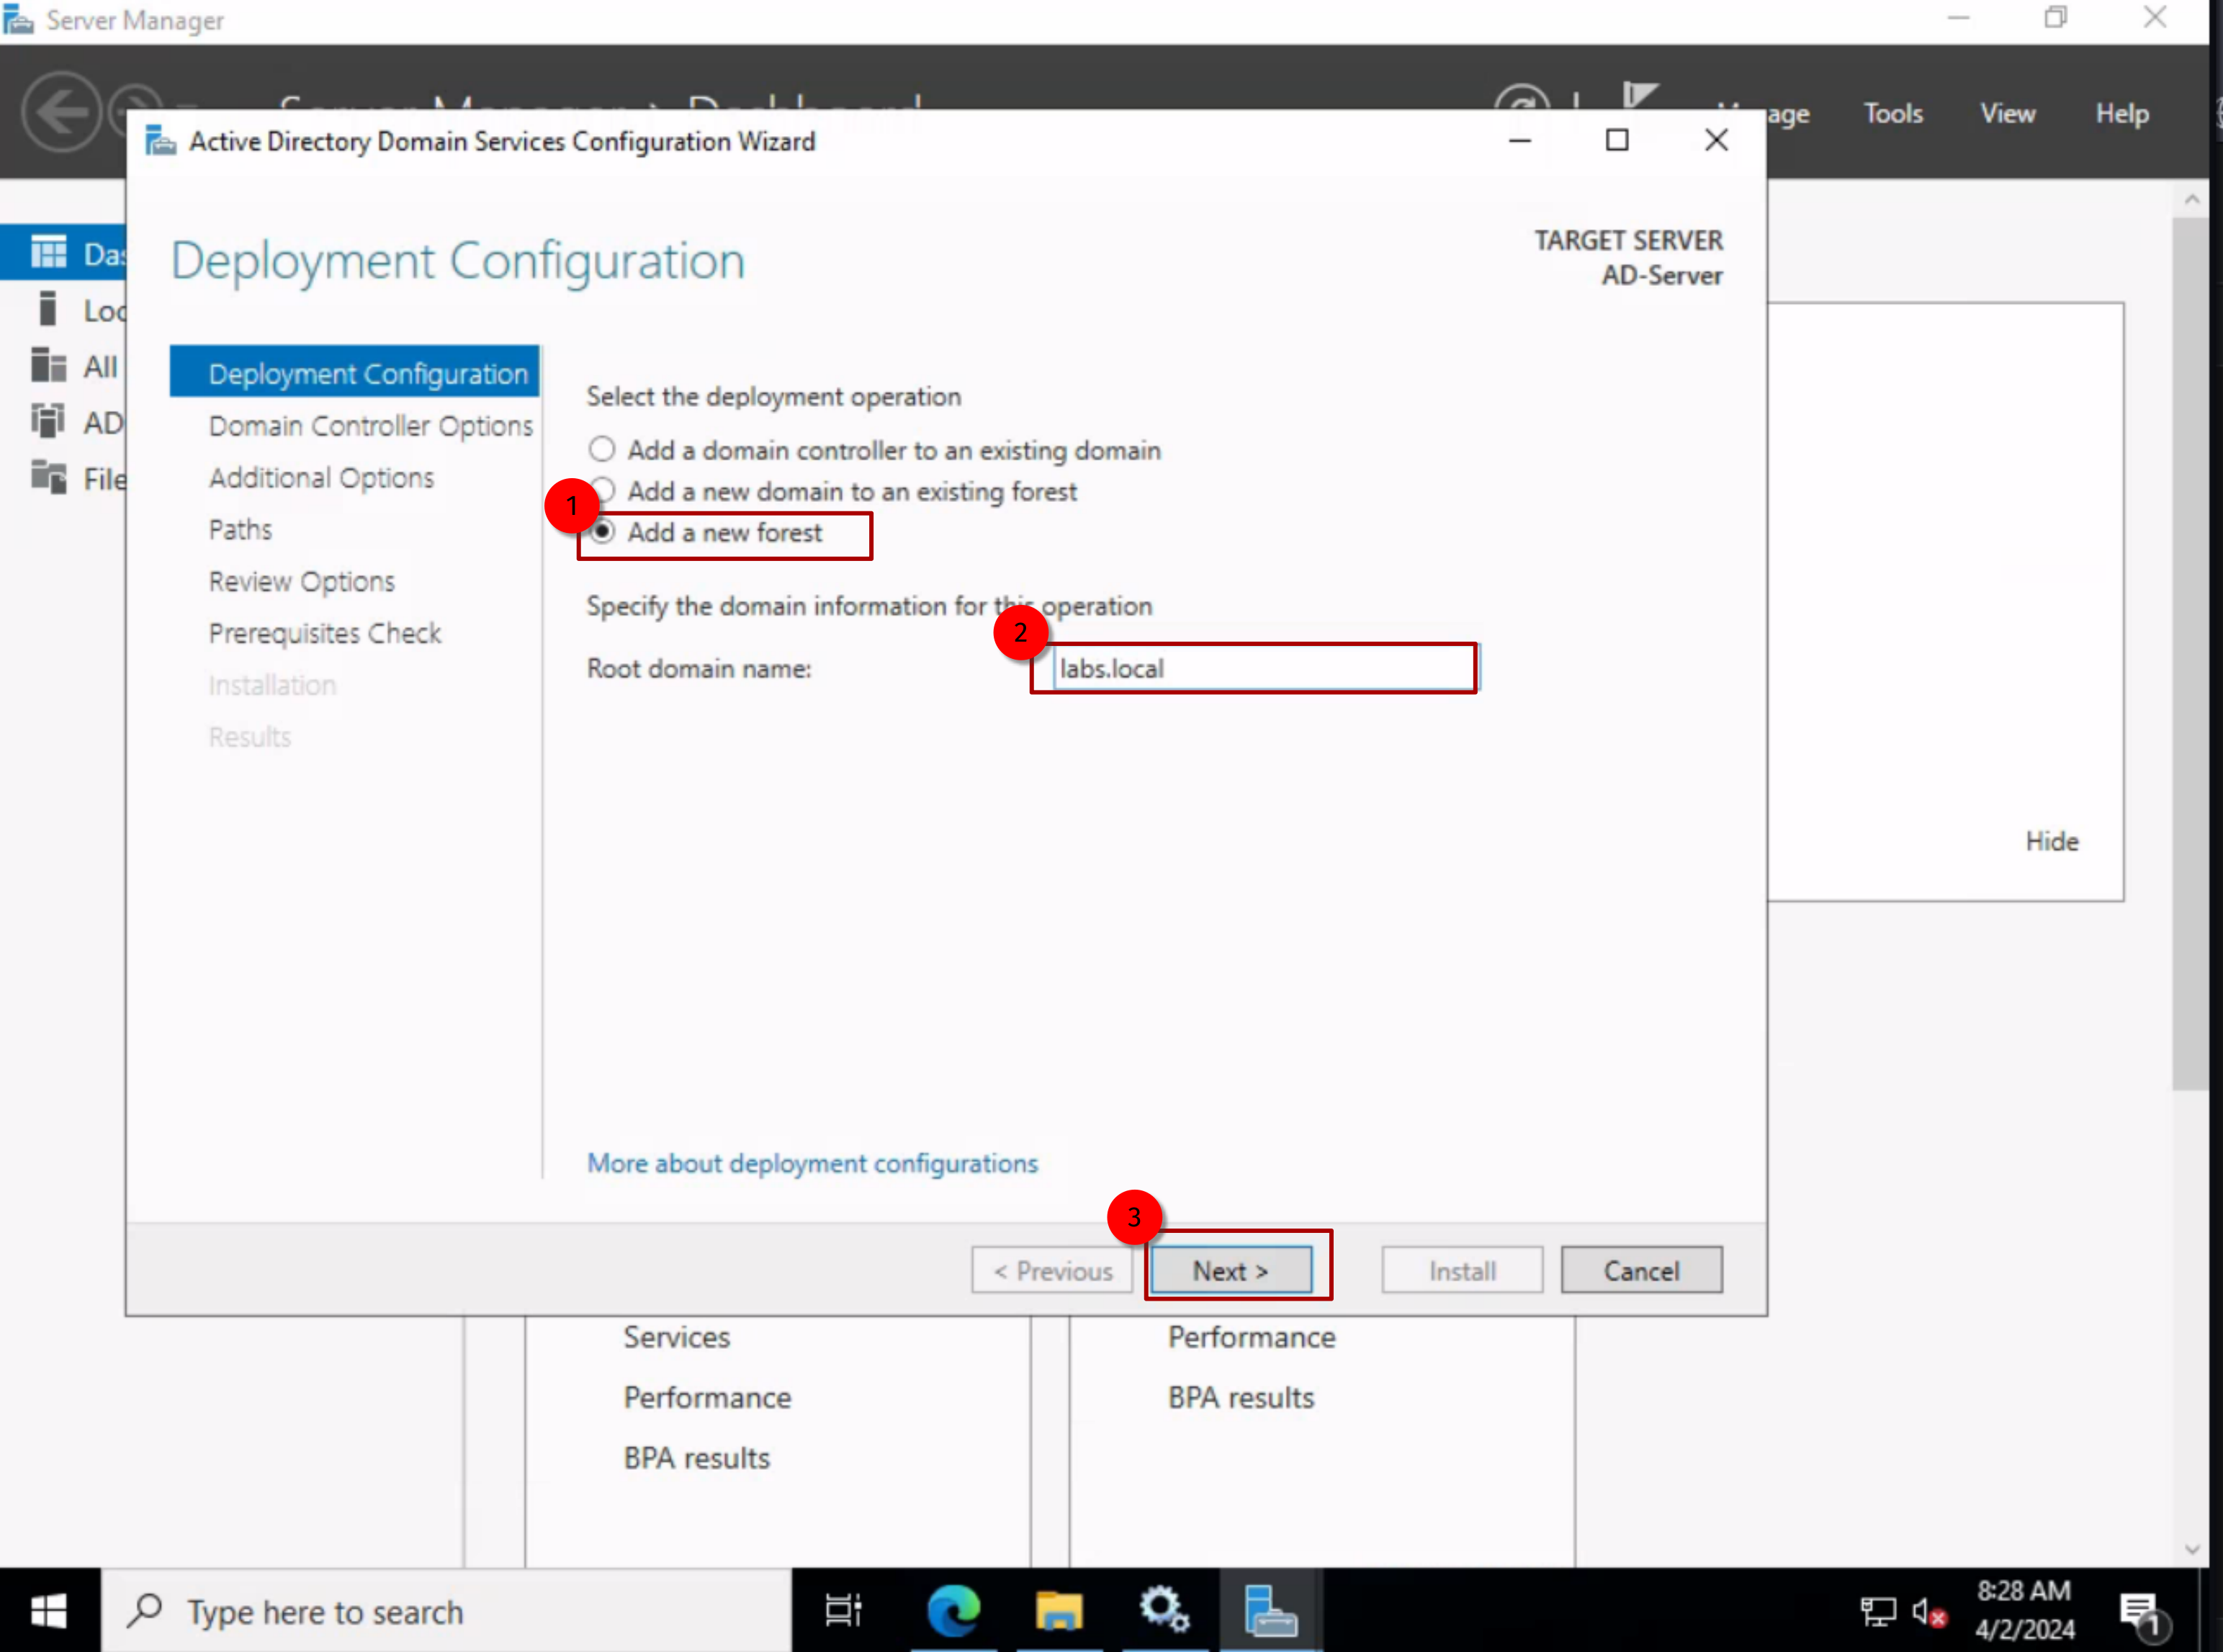 Server Manager
Manage Tools View Help
Active Directory Domain Services Configuration Wizard
Deployment Configuration
TARGET SERVER
AD-Server
All
AD
File
Deployment Configuration
Domain Controller Options
Additional Options
Paths
Review Options
Prerequisites Check
Installation
Results
Select the deployment operation
Add a domain controller to an existing domain
Add a new domain to an existing forest
1
Add a new forest
Specify the domain information for this operation
2
Root domain name: labs.local
Hide
More about deployment configurations
3
< Previous Next > Install Cancel
Services
Performance
BPA results
Performance
BPA results
Type here to search
8:28 AM
4/2/2024
1